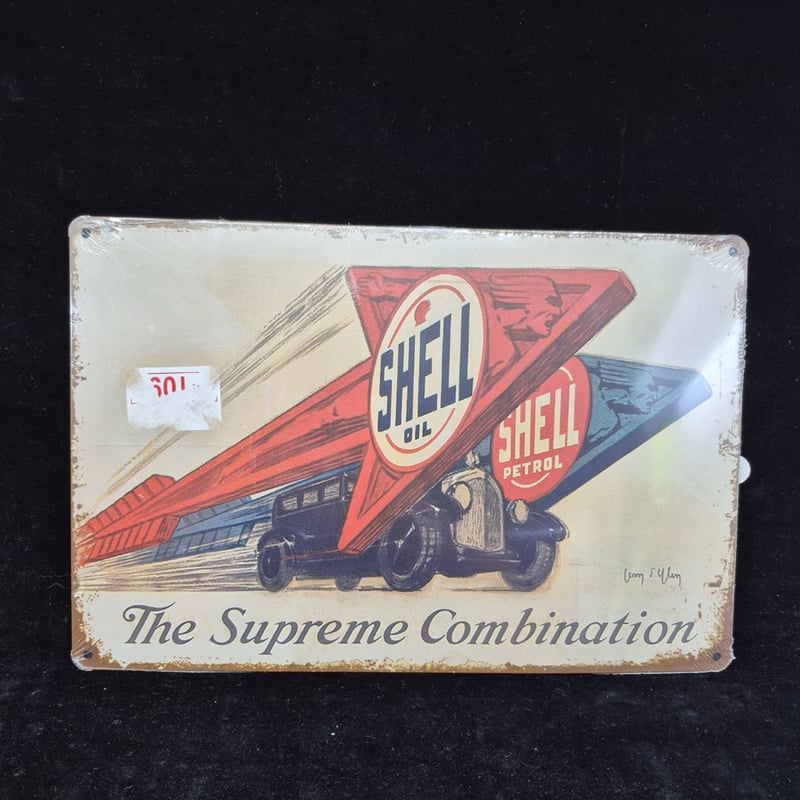 SHELL
OIL
SHELL
PETROL
The Supreme Combination